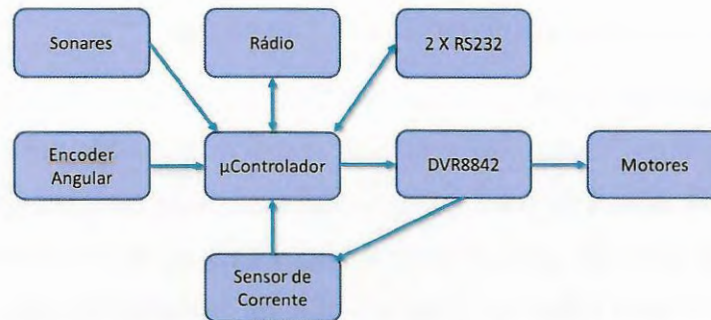 Sonares
Rádio
2 X RS232
Encoder
Angular
µControlador
DVR8842
Motores
Sensor de
Corrente